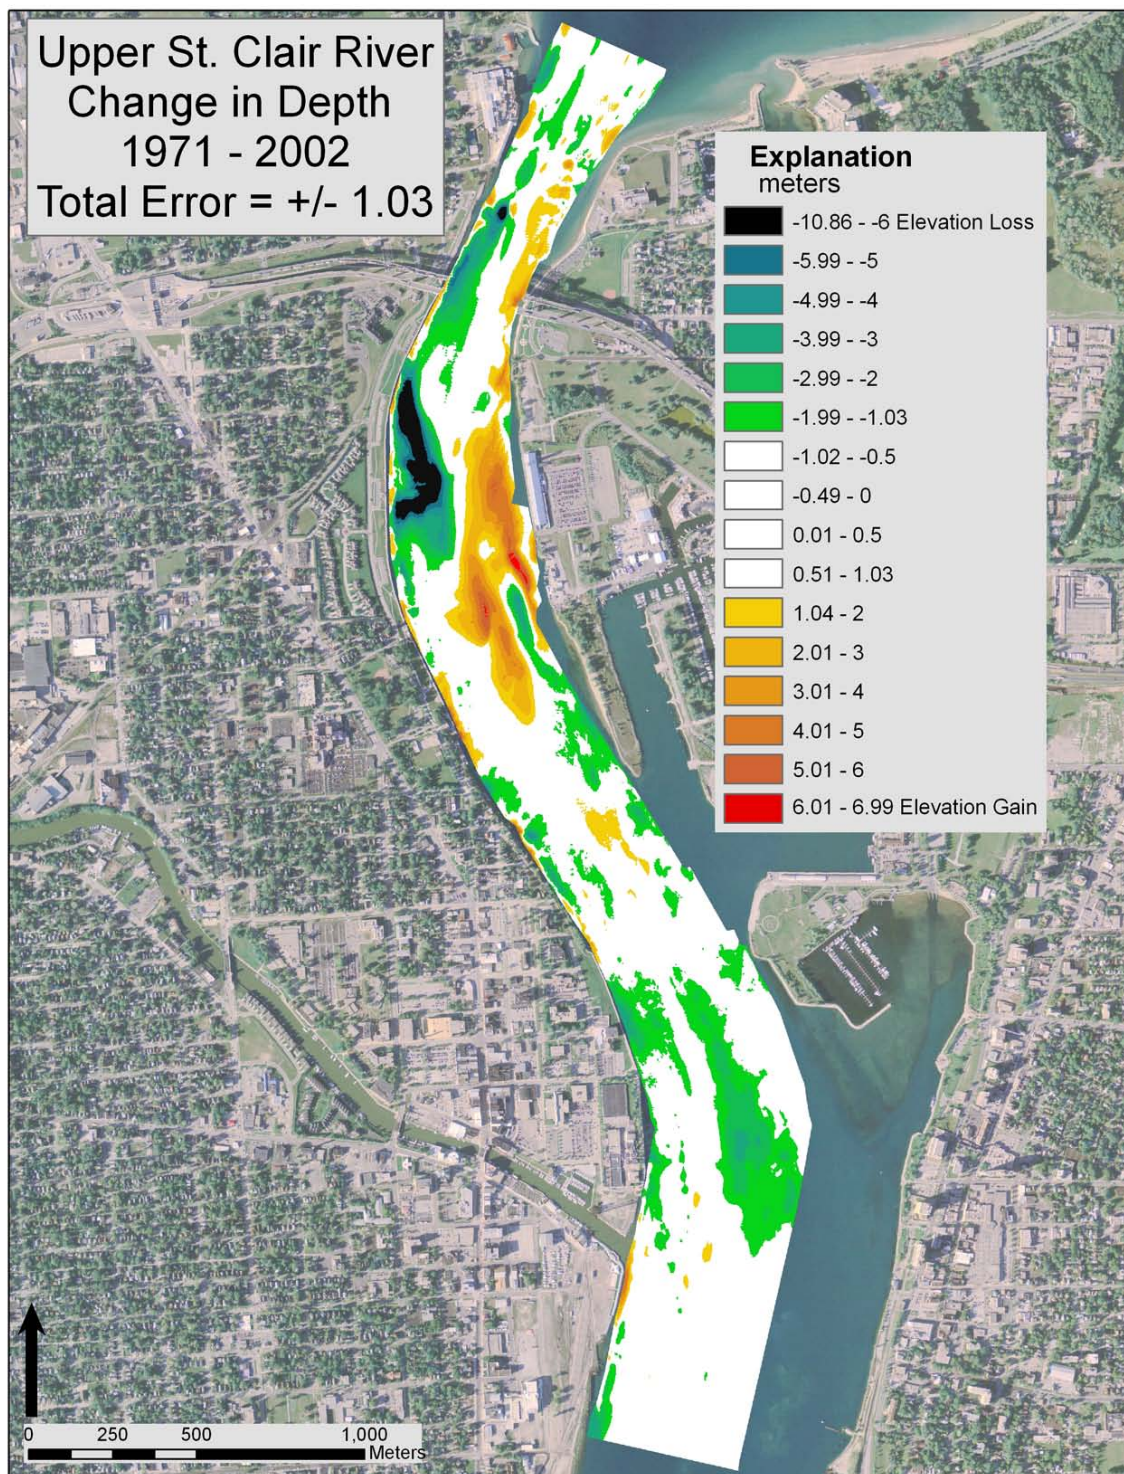 Upper St. Clair River
Change in Depth
1971 - 2002
Total Error = +/- 1.03
Explanation
meters
-10.86 - -6 Elevation Loss
-5.99 - -5
-4.99 - -4
-3.99 - -3
-2.99 - -2
-1.99 - -1.03
-1.02 - -0.5
-0.49 - 0
0.01 - 0.5
0.51 - 1.03
1.04 - 2
2.01 - 3
3.01 - 4
4.01 - 5
5.01 - 6
6.01 - 6.99 Elevation Gain
0 250 500 1,000
Meters